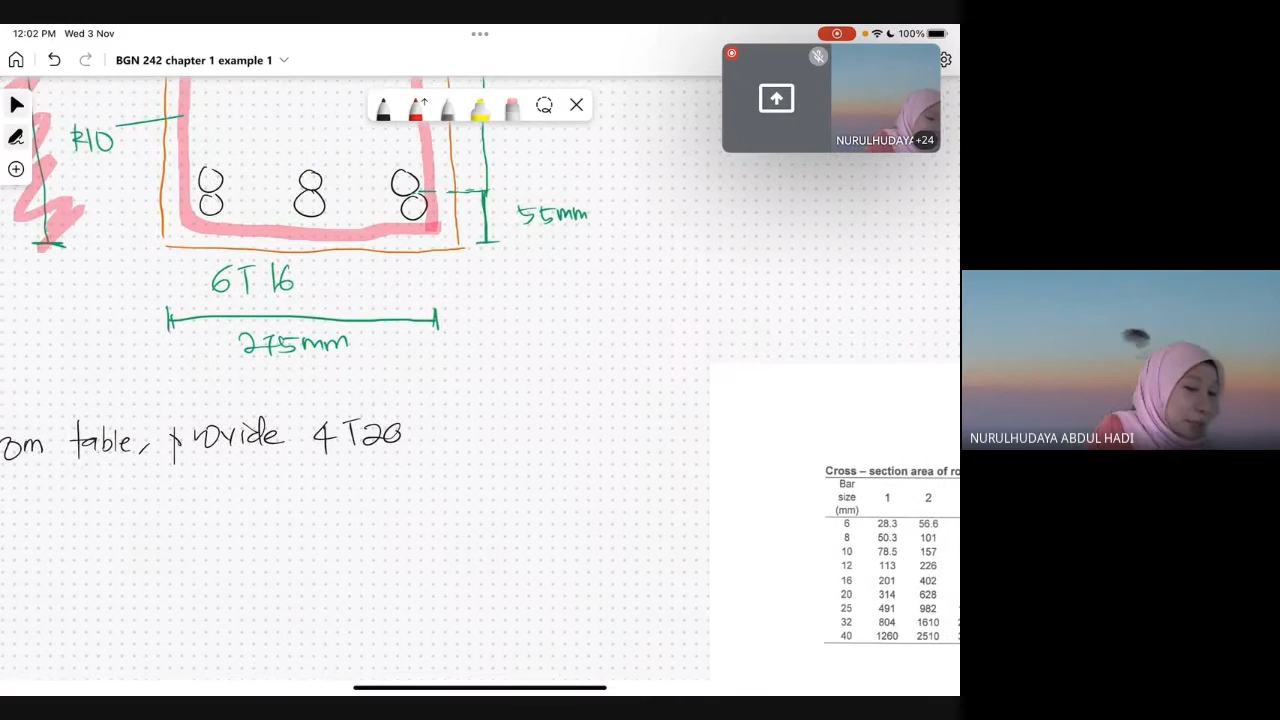 12:02 PM Wed 3 Nov
100%
BGN 242 chapter 1 example 1
NURULHUDAYA +24
R10
55mm
6T 16
275mm
om table, provide 4T20
NURULHUDAYA ABDUL HADI
Cross – section area of ro
Bar size (mm) 1 2
6 28.3 56.6
8 50.3 101
10 78.5 157
12 113 226
16 201 402
20 314 628
25 491 982
32 804 1610
40 1260 2510